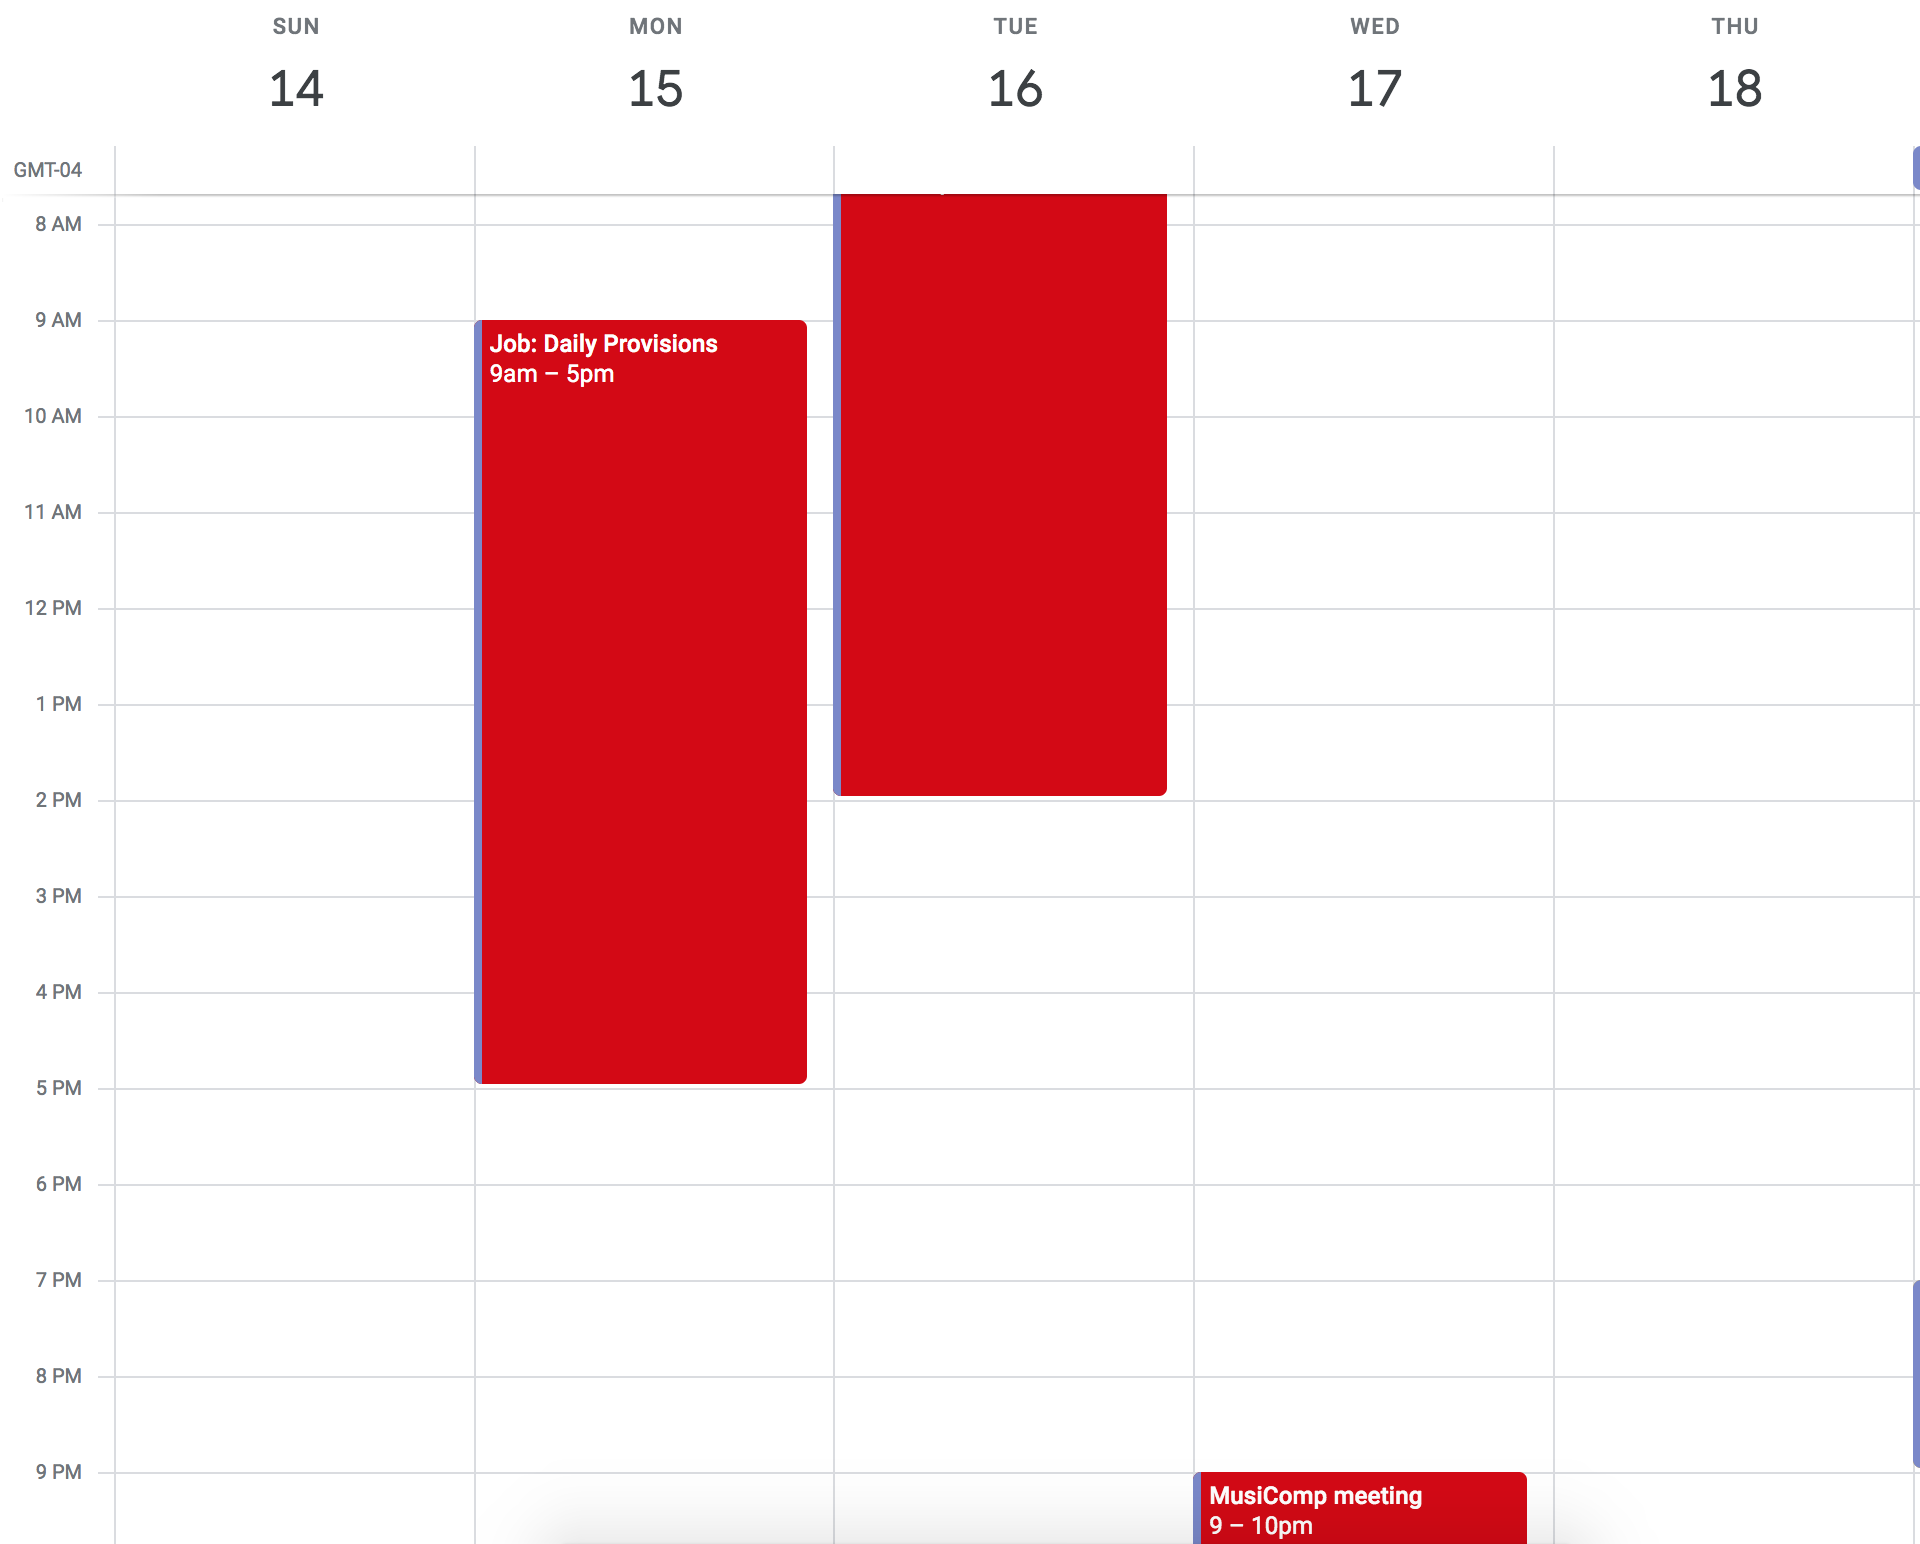 SUN MON TUE WED THU
14 15 16 17 18
GMT-04
8 AM
9 AM
Job: Daily Provisions
9am – 5pm
10 AM
11 AM
12 PM
1 PM
2 PM
3 PM
4 PM
5 PM
6 PM
7 PM
8 PM
9 PM
MusiComp meeting
9 – 10pm